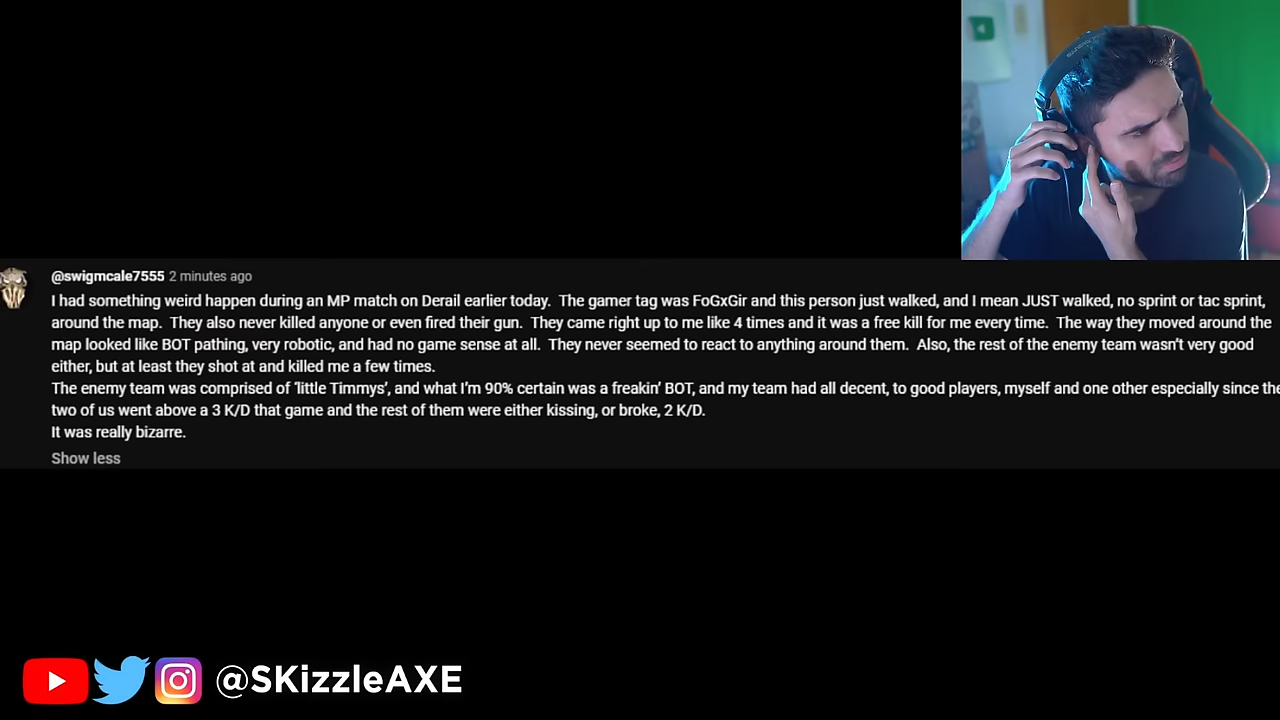 @swigmcale7555 2 minutes ago
I had something weird happen during an MP match on Derail earlier today. The gamer tag was FoGxGir and this person just walked, and I mean JUST walked, no sprint or tac sprint,
around the map. They also never killed anyone or even fired their gun. They came right up to me like 4 times and it was a free kill for me every time. The way they moved around the
map looked like BOT pathing, very robotic, and had no game sense at all. They never seemed to react to anything around them. Also, the rest of the enemy team wasn't very good
either, but at least they shot at and killed me a few times.
The enemy team was comprised of 'little Timmys', and what I'm 90% certain was a freakin' BOT, and my team had all decent, to good players, myself and one other especially since the
two of us went above a 3 K/D that game and the rest of them were either kissing, or broke, 2 K/D.
It was really bizarre.
Show less
@SKizzleAXE